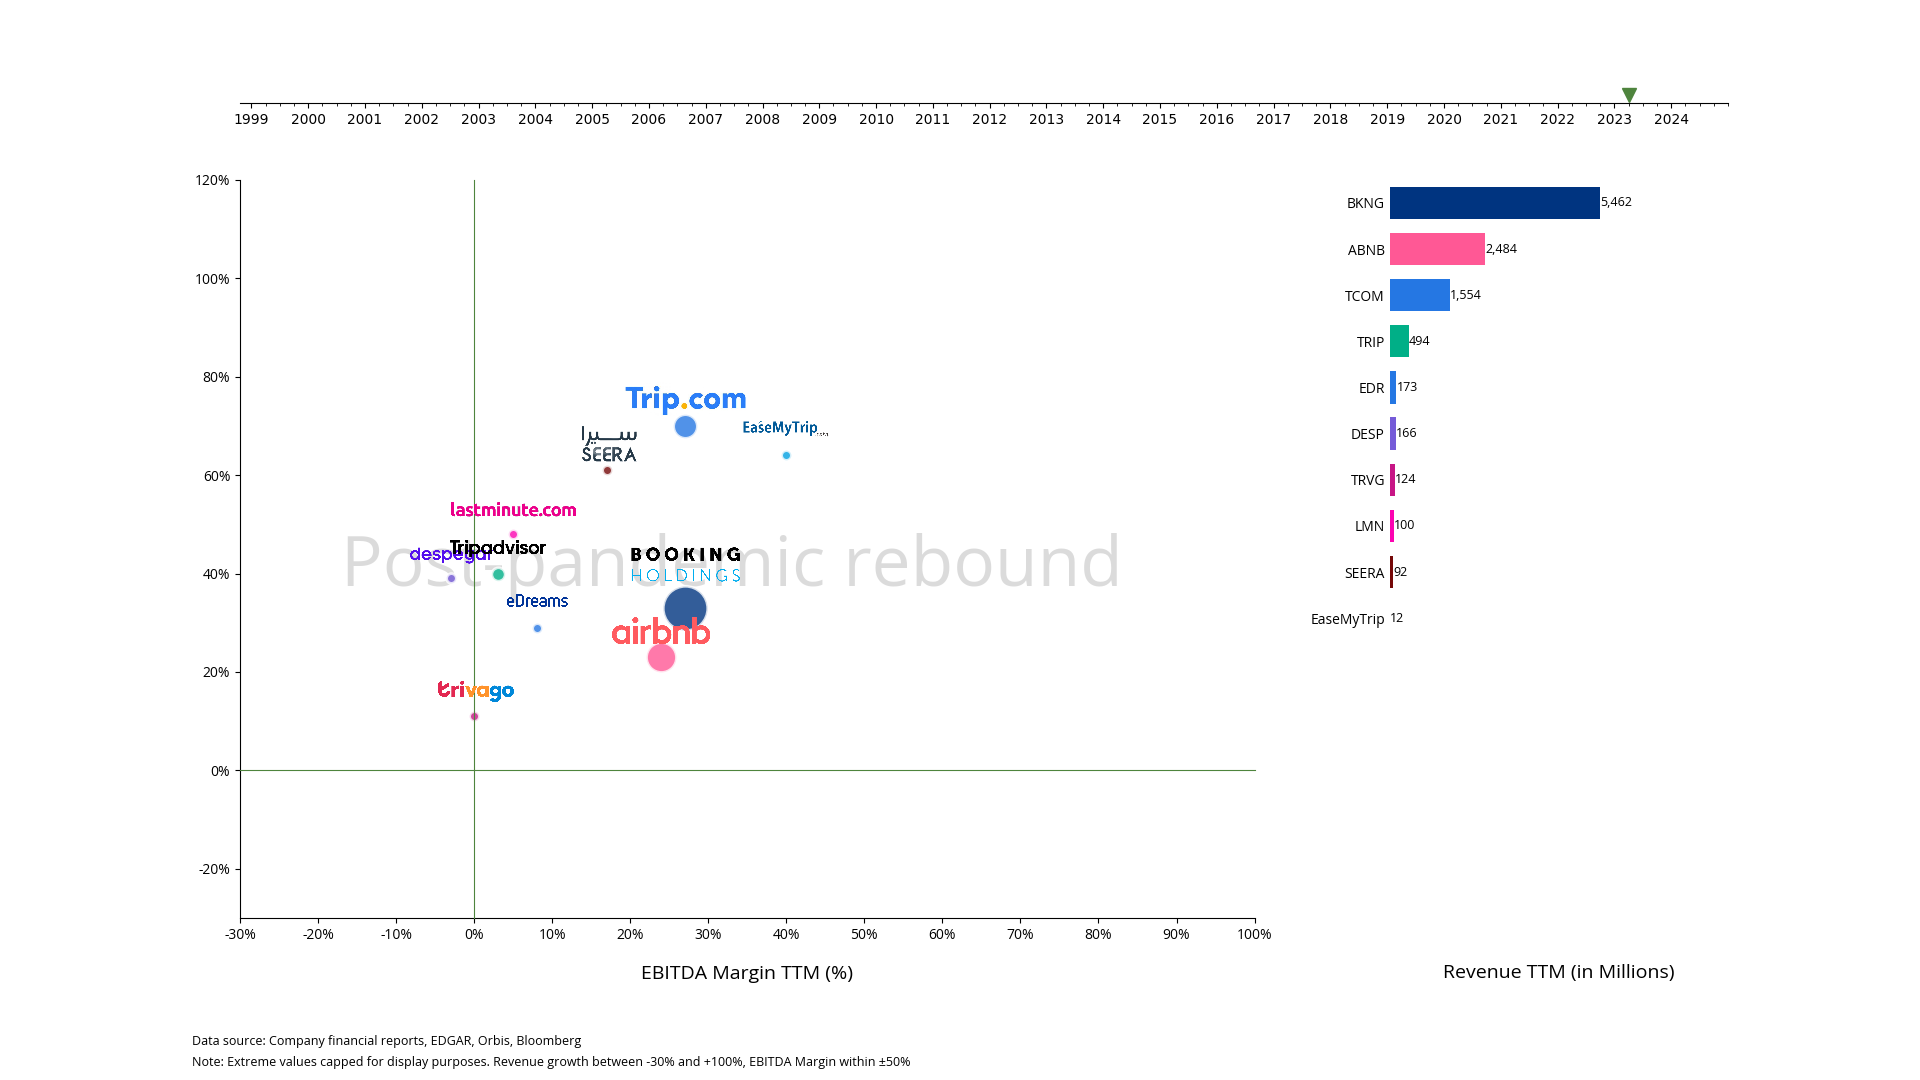 1999 2000 2001 2002 2003 2004 2005 2006 2007 2008 2009 2010 2011 2012 2013 2014 2015 2016 2017 2018 2019 2020 2021 2022 2023 2024
120%
100%
80%
60%
40%
20%
0%
-20%
-30% -20% -10% 0% 10% 20% 30% 40% 50% 60% 70% 80% 90% 100%
EBITDA Margin TTM (%)
Post-pandemic rebound
Trip.com
EaseMyTrip
سيرا
SEERA
lastminute.com
Tripadvisor
despegar
BOOKING
HOLDINGS
eDreams
airbnb
trivago
BKNG 5,462
ABNB 2,484
TCOM 1,554
TRIP 494
EDR 173
DESP 166
TRVG 124
LMN 100
SEERA 92
EaseMyTrip 12
Revenue TTM (in Millions)
Data source: Company financial reports, EDGAR, Orbis, Bloomberg
Note: Extreme values capped for display purposes. Revenue growth between -30% and +100%, EBITDA Margin within ±50%